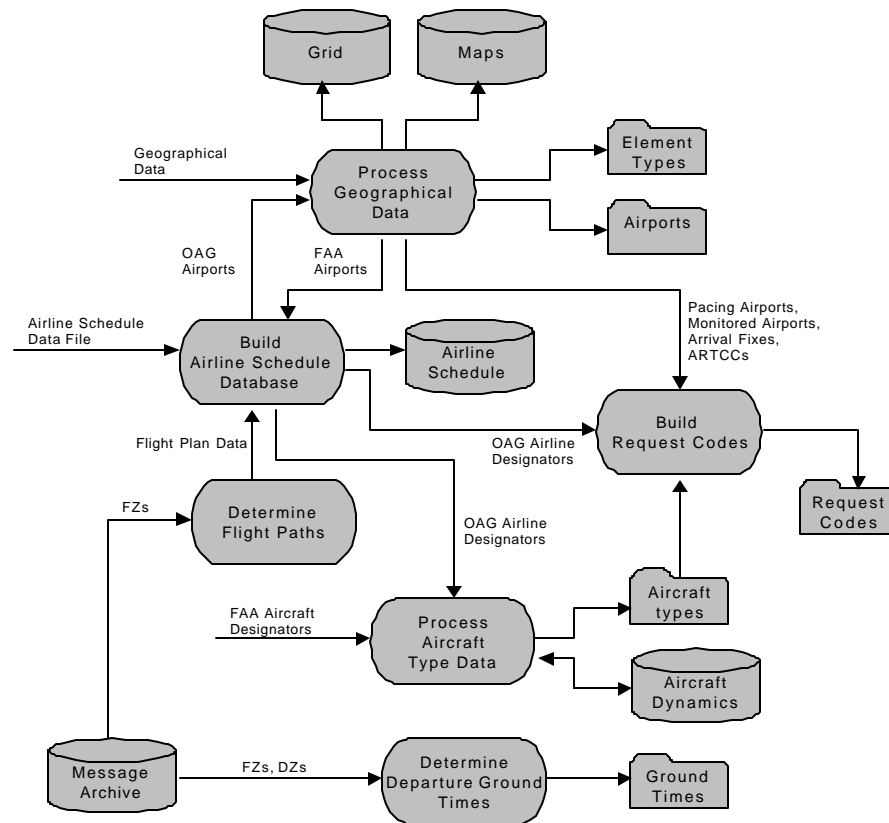 Grid
Maps
Geographical
Data
Process
Geographical
Data
Element
Types
Airports
OAG
Airports
FAA
Airports
Airline Schedule
Data File
Build
Airline Schedule
Database
Airline
Schedule
Pacing Airports,
Monitored Airports,
Arrival Fixes,
ARTCCs
Build
Request Codes
Flight Plan Data
OAG Airline
Designators
FZs
Determine
Flight Paths
OAG Airline
Designators
Request
Codes
FAA Aircraft
Designators
Process
Aircraft
Type Data
Aircraft
types
Aircraft
Dynamics
Message
Archive
FZs, DZs
Determine
Departure Ground
Times
Ground
Times